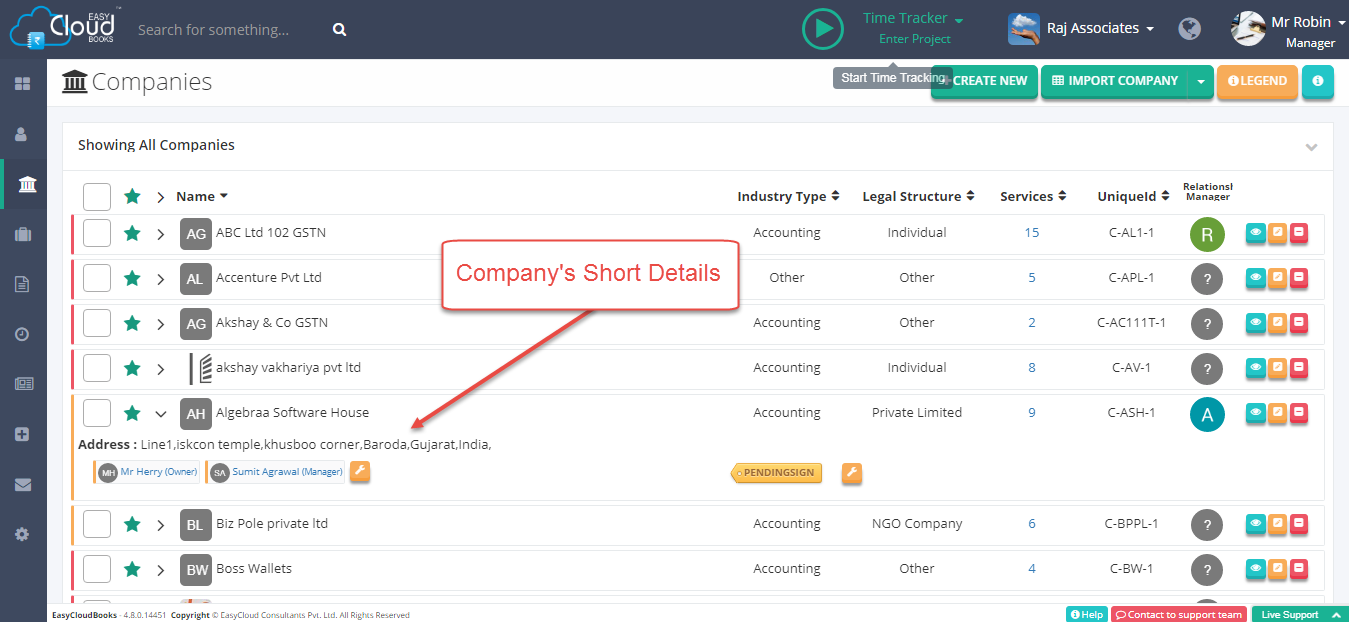 EASY Cloud BOOKS ™
Search for something...
Time Tracker
Enter Project
Raj Associates
Mr Robin
Manager
Companies
Start Time Tracking
CREATE NEW
IMPORT COMPANY
LEGEND
Showing All Companies
Name Industry Type Legal Structure Services UniqueId Relationsh Manager
AG ABC Ltd 102 GSTN Accounting Individual 15 C-AL1-1 R
AL Accenture Pvt Ltd Other Other 5 C-APL-1 ?
Company's Short Details
AG Akshay & Co GSTN Accounting Other 2 C-AC111T-1 ?
akshay vakhariya pvt ltd Accounting Individual 8 C-AV-1 ?
AH Algebraa Software House Accounting Private Limited 9 C-ASH-1 A
Address : Line1,iskcon temple,khusboo corner,Baroda,Gujarat,India,
MH Mr Herry (Owner) SA Sumit Agrawal (Manager) PENDINGSIGN
BL Biz Pole private ltd Accounting NGO Company 6 C-BPPL-1 ?
BW Boss Wallets Accounting Other 4 C-BW-1 ?
EasyCloudBooks - 4.8.0.14451 Copyright © EasyCloud Consultants Pvt. Ltd. All Rights Reserved
Help Contact to support team Live Support